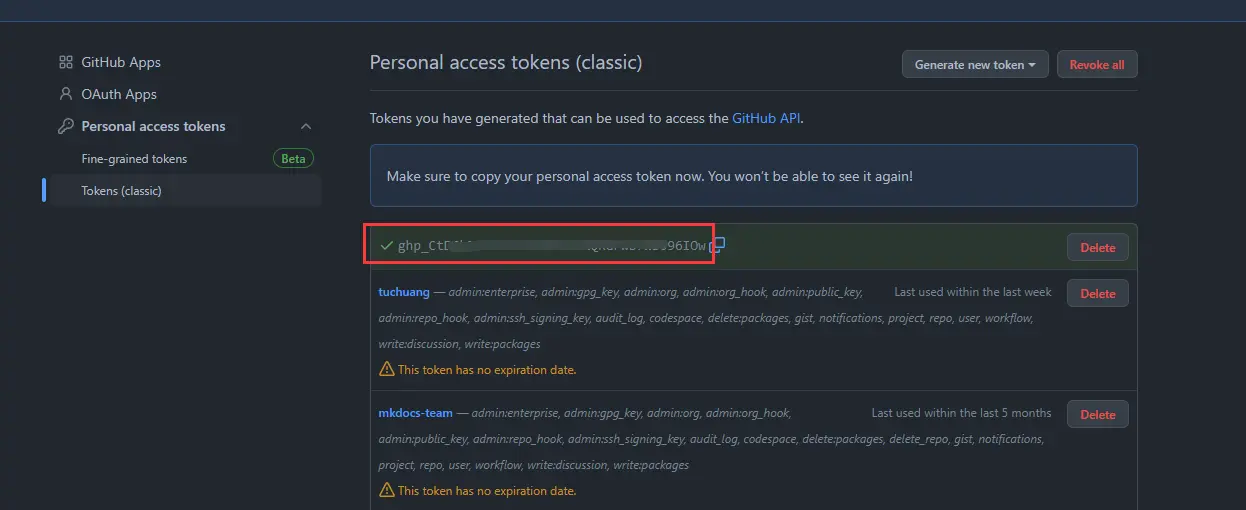 GitHub Apps
OAuth Apps
Personal access tokens
Fine-grained tokens Beta
Tokens (classic)
Personal access tokens (classic) Generate new token Revoke all
Tokens you have generated that can be used to access the GitHub API.
Make sure to copy your personal access token now. You won't be able to see it again!
Delete
tuchuang — admin:enterprise, admin:gpg_key, admin:org, admin:org_hook, admin:public_key, Last used within the last week Delete
admin:repo_hook, admin:ssh_signing_key, audit_log, codespace, delete:packages, gist, notifications, project, repo, user, workflow,
write:discussion, write:packages
This token has no expiration date.
mkdocs-team — admin:enterprise, admin:gpg_key, admin:org, admin:org_hook, Last used within the last 5 months Delete
admin:public_key, admin:repo_hook, admin:ssh_signing_key, audit_log, codespace, delete:packages, delete_repo, gist, notifications,
project, repo, user, workflow, write:discussion, write:packages
This token has no expiration date.